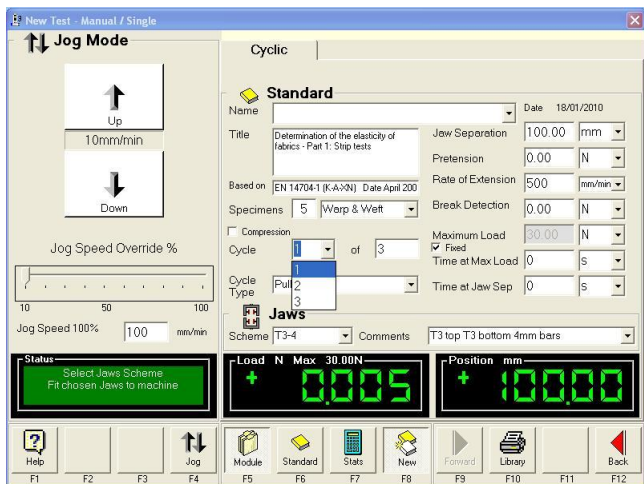 New Test - Manual / Single
Jog Mode
Up
10mm/min
Down
Jog Speed Override %
10 50 100
Jog Speed 100% 100 mm/min
Status
Select Jaws Scheme
Fit chosen Jaws to machine
Cyclic
Standard
Name
Date 18/01/2010
Title Determination of the elasticity of
fabrics - Part 1: Strip tests
Based on EN 14704-1 (K-A-XN) Date April 200
Specimens 5 Warp & Weft
Compression
Cycle 1 of 3
1
2
3
Cycle
Type Pull
Jaw Separation 100.00 mm
Pretension 0.00 N
Rate of Extension 500 mm/min
Break Detection 0.00 N
Maximum Load 30.00 N
Fixed
Time at Max Load 0 s
Time at Jaw Sep 0 s
Jaws
Scheme T3-4 Comments T3 top T3 bottom 4mm bars
Load N Max 30.00N
+ 0.005
Position mm
+ 100.00
Help Jog Module Standard Stats New Forward Library Back
F1 F2 F3 F4 F5 F6 F7 F8 F9 F10 F11 F12